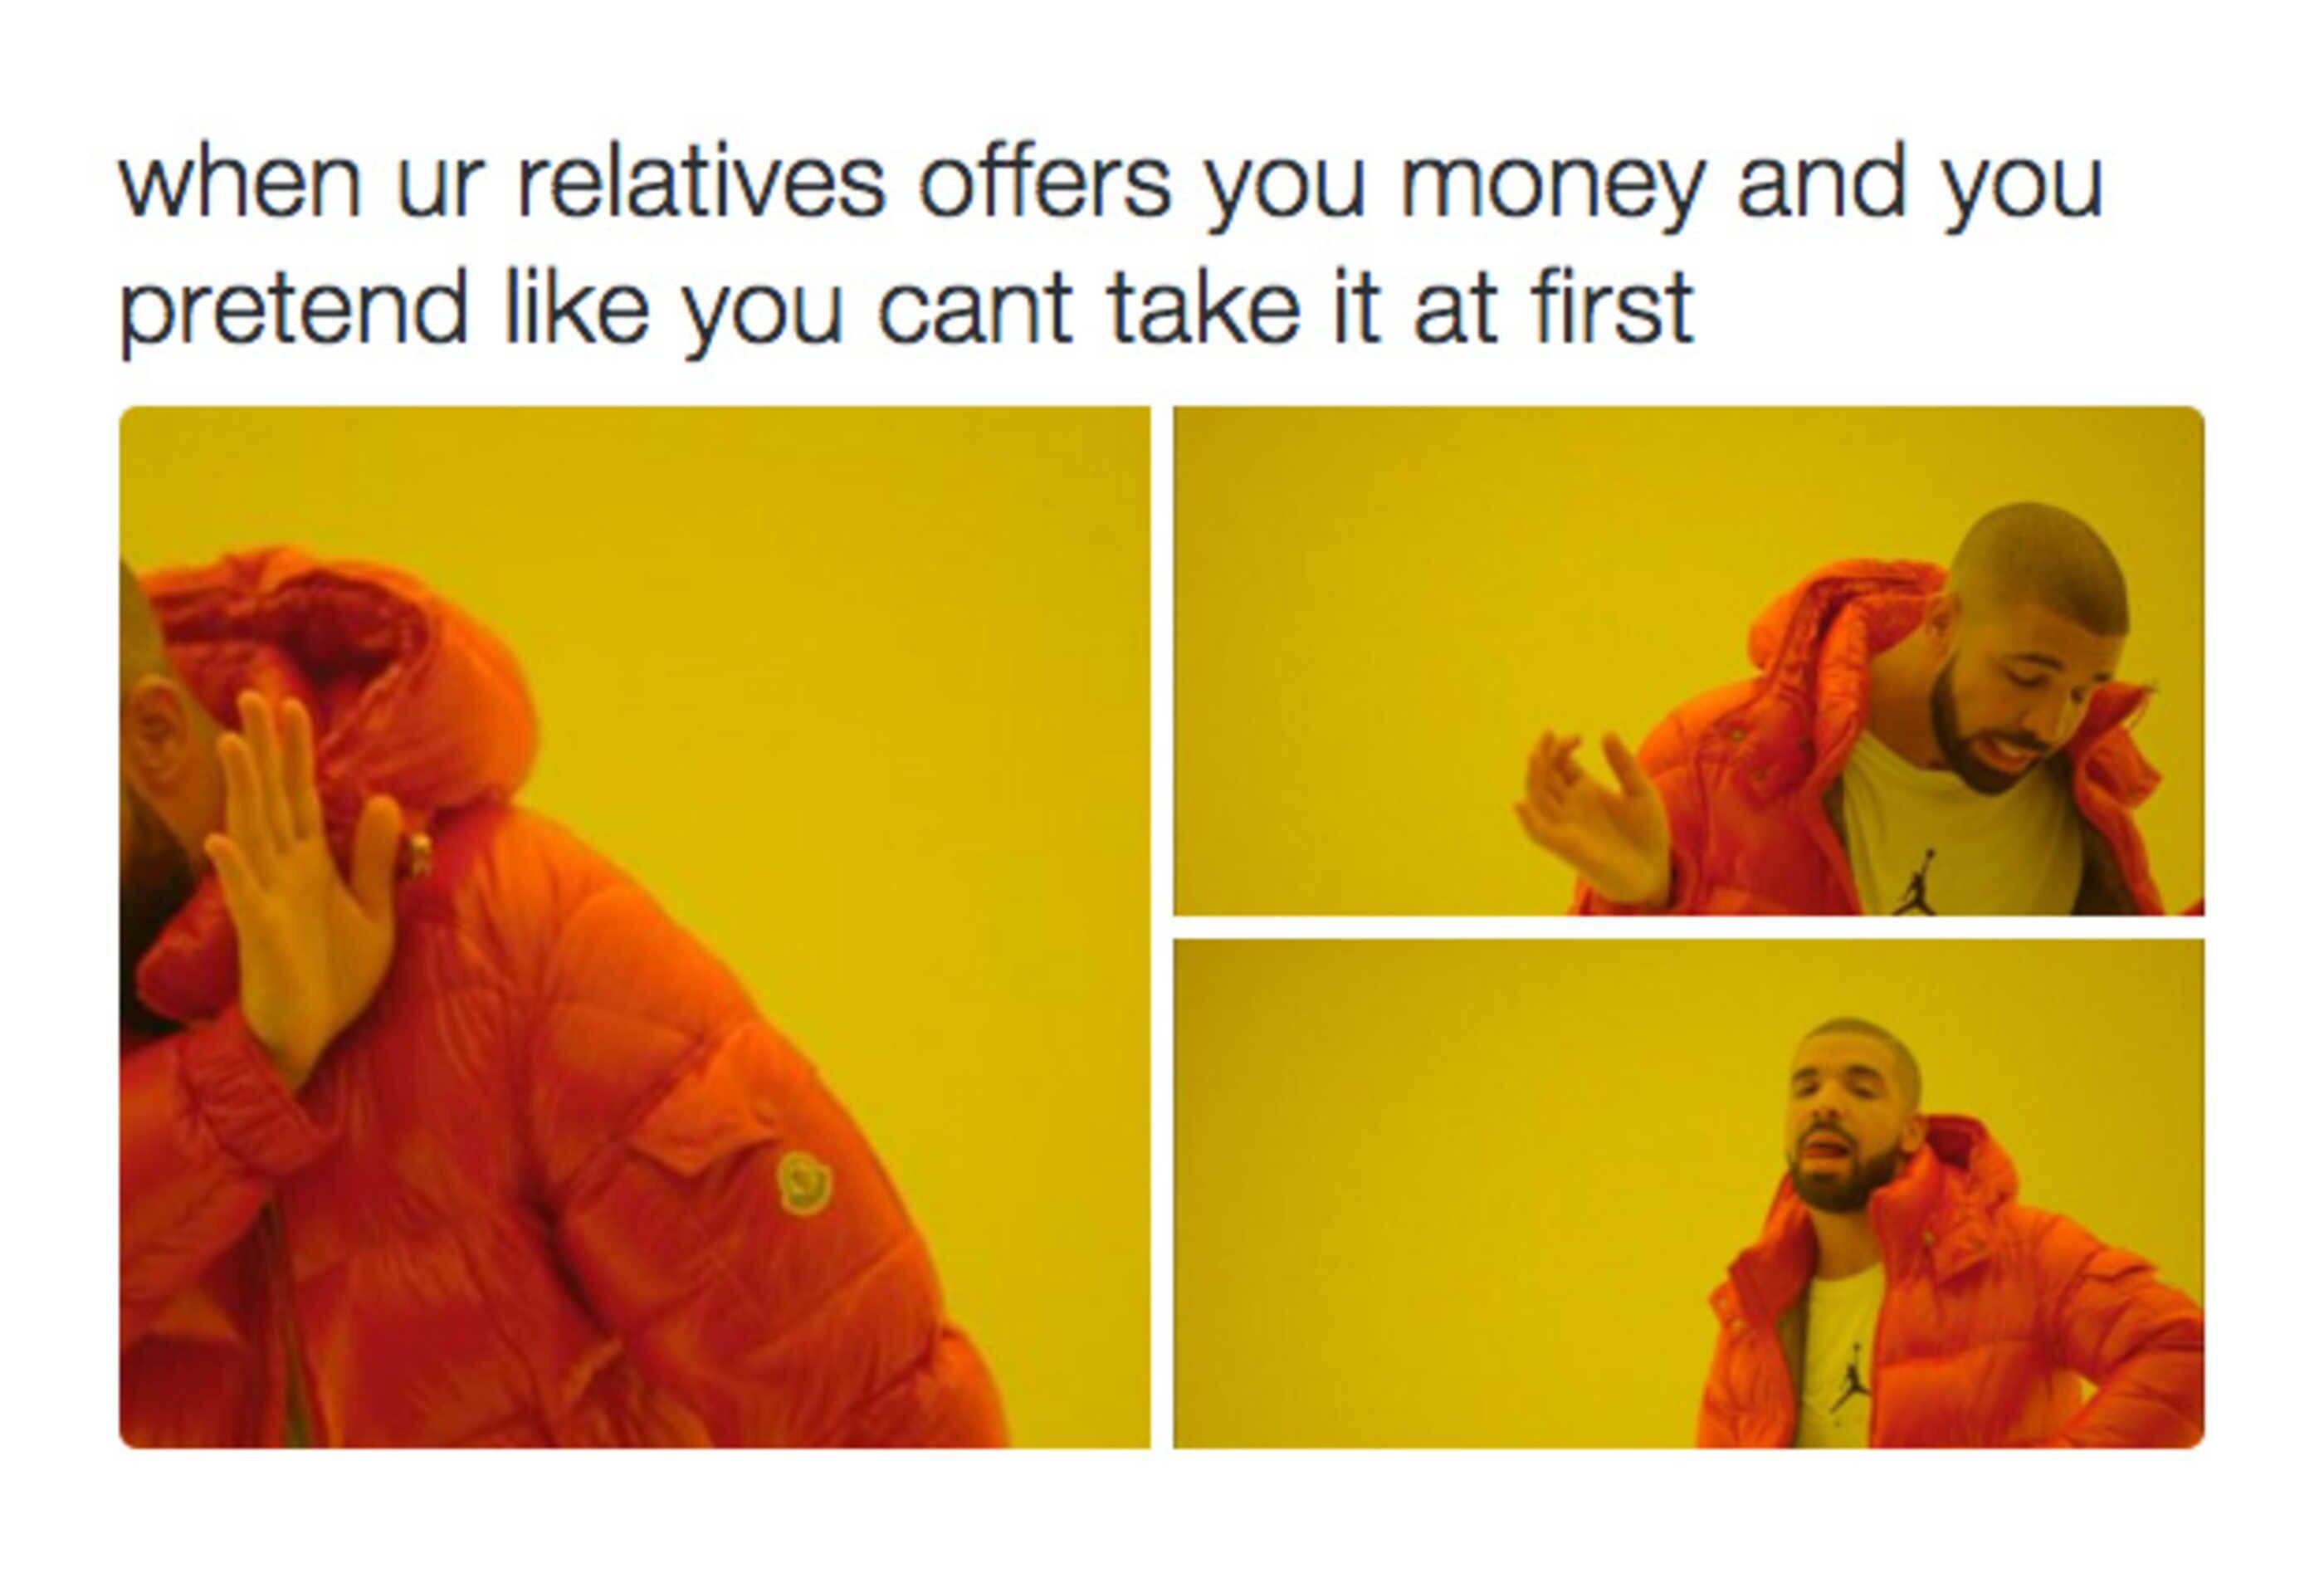 when ur relatives offers you money and you
pretend like you cant take it at first